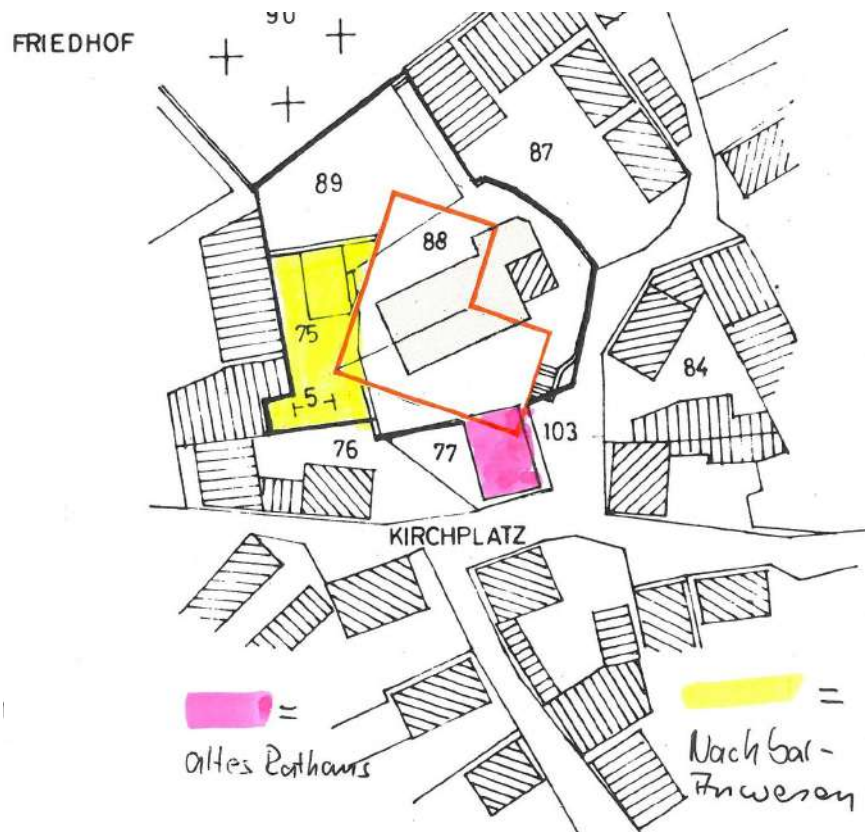 90
FRIEDHOF
87
89
88
75
84
5
103
76
77
KIRCHPLATZ
=
=
altes Rathaus
Nachbar-
Anwesen